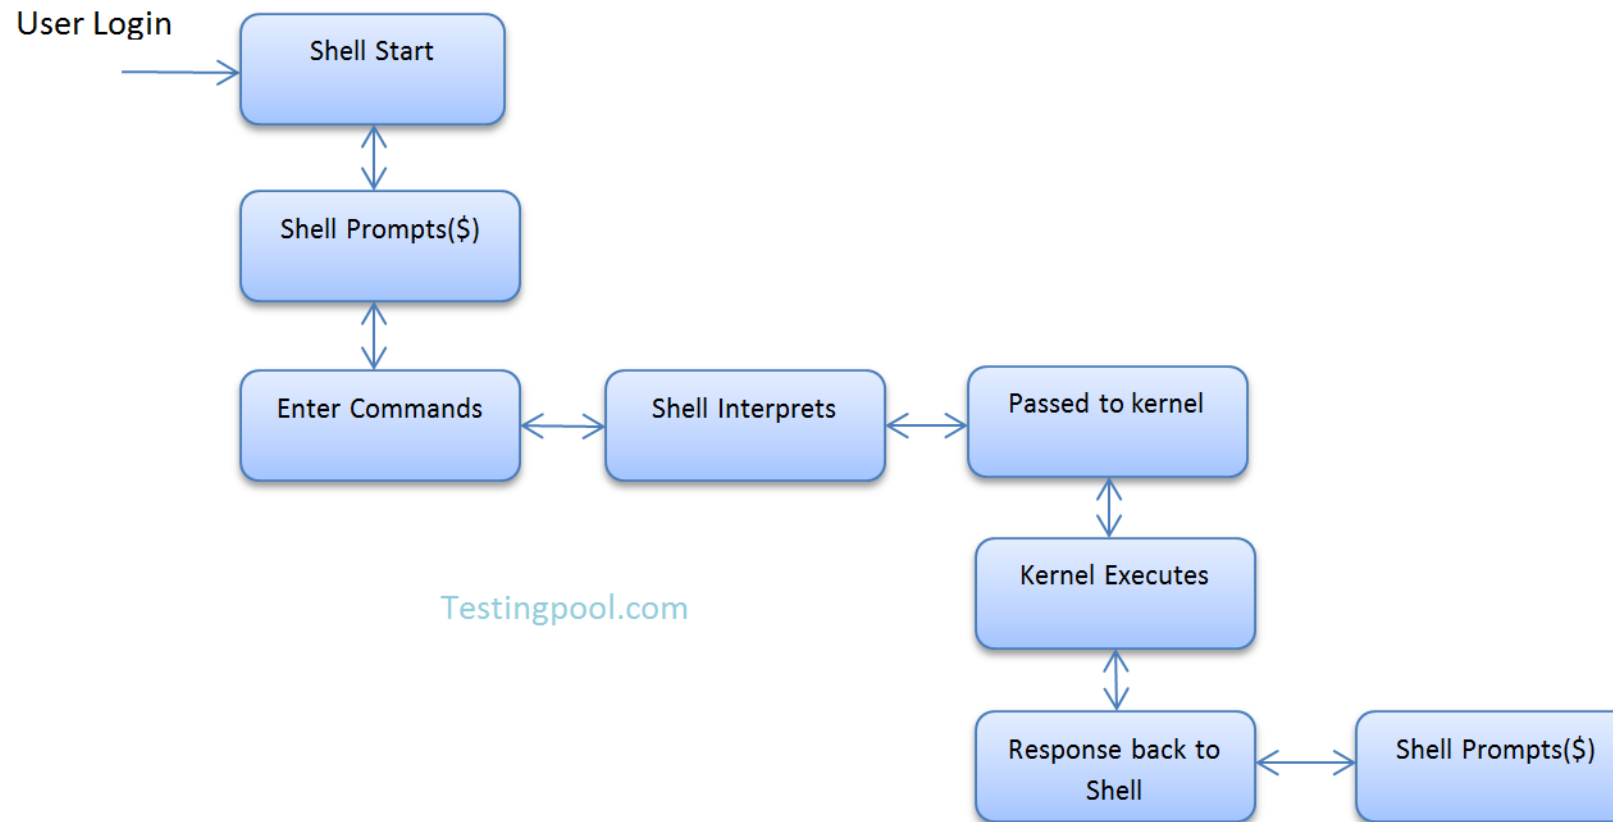 User Login
Shell Start
Shell Prompts($)
Enter Commands
Shell Interprets
Passed to kernel
Kernel Executes
Testingpool.com
Response back to
Shell
Shell Prompts($)